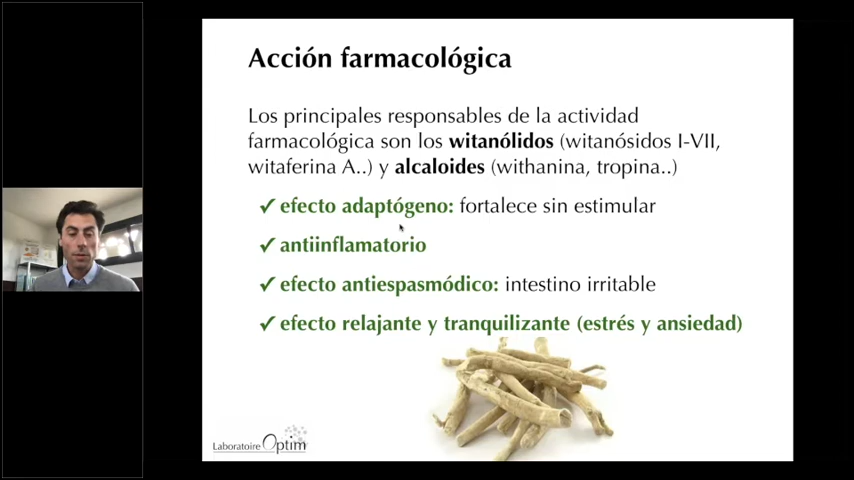 Acción farmacológica
Los principales responsables de la actividad
farmacológica son los witanólidos (witanósidos I-VII,
witaferina A..) y alcaloides (withanina, tropina..)
✓ efecto adaptógeno: fortalece sin estimular
✓ antiinflamatorio
✓ efecto antiespasmódico: intestino irritable
✓ efecto relajante y tranquilizante (estrés y ansiedad)
Laboratoire Optim